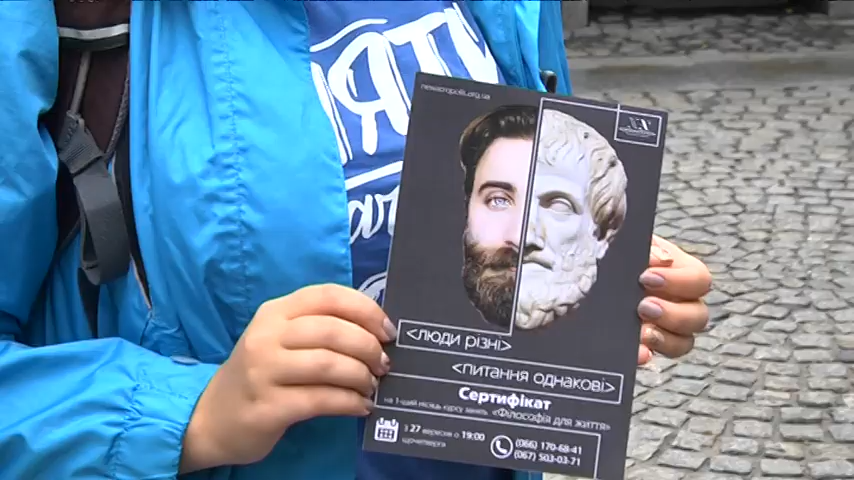 newacropolis.org.ua
<люди різні>
<питання однакові>
Сертифікат
на 1-ший місяць курсу занять «Філософія для життя»
з 27 вересня о 19:00
щочетверга
(066) 170-68-41
(067) 503-03-71